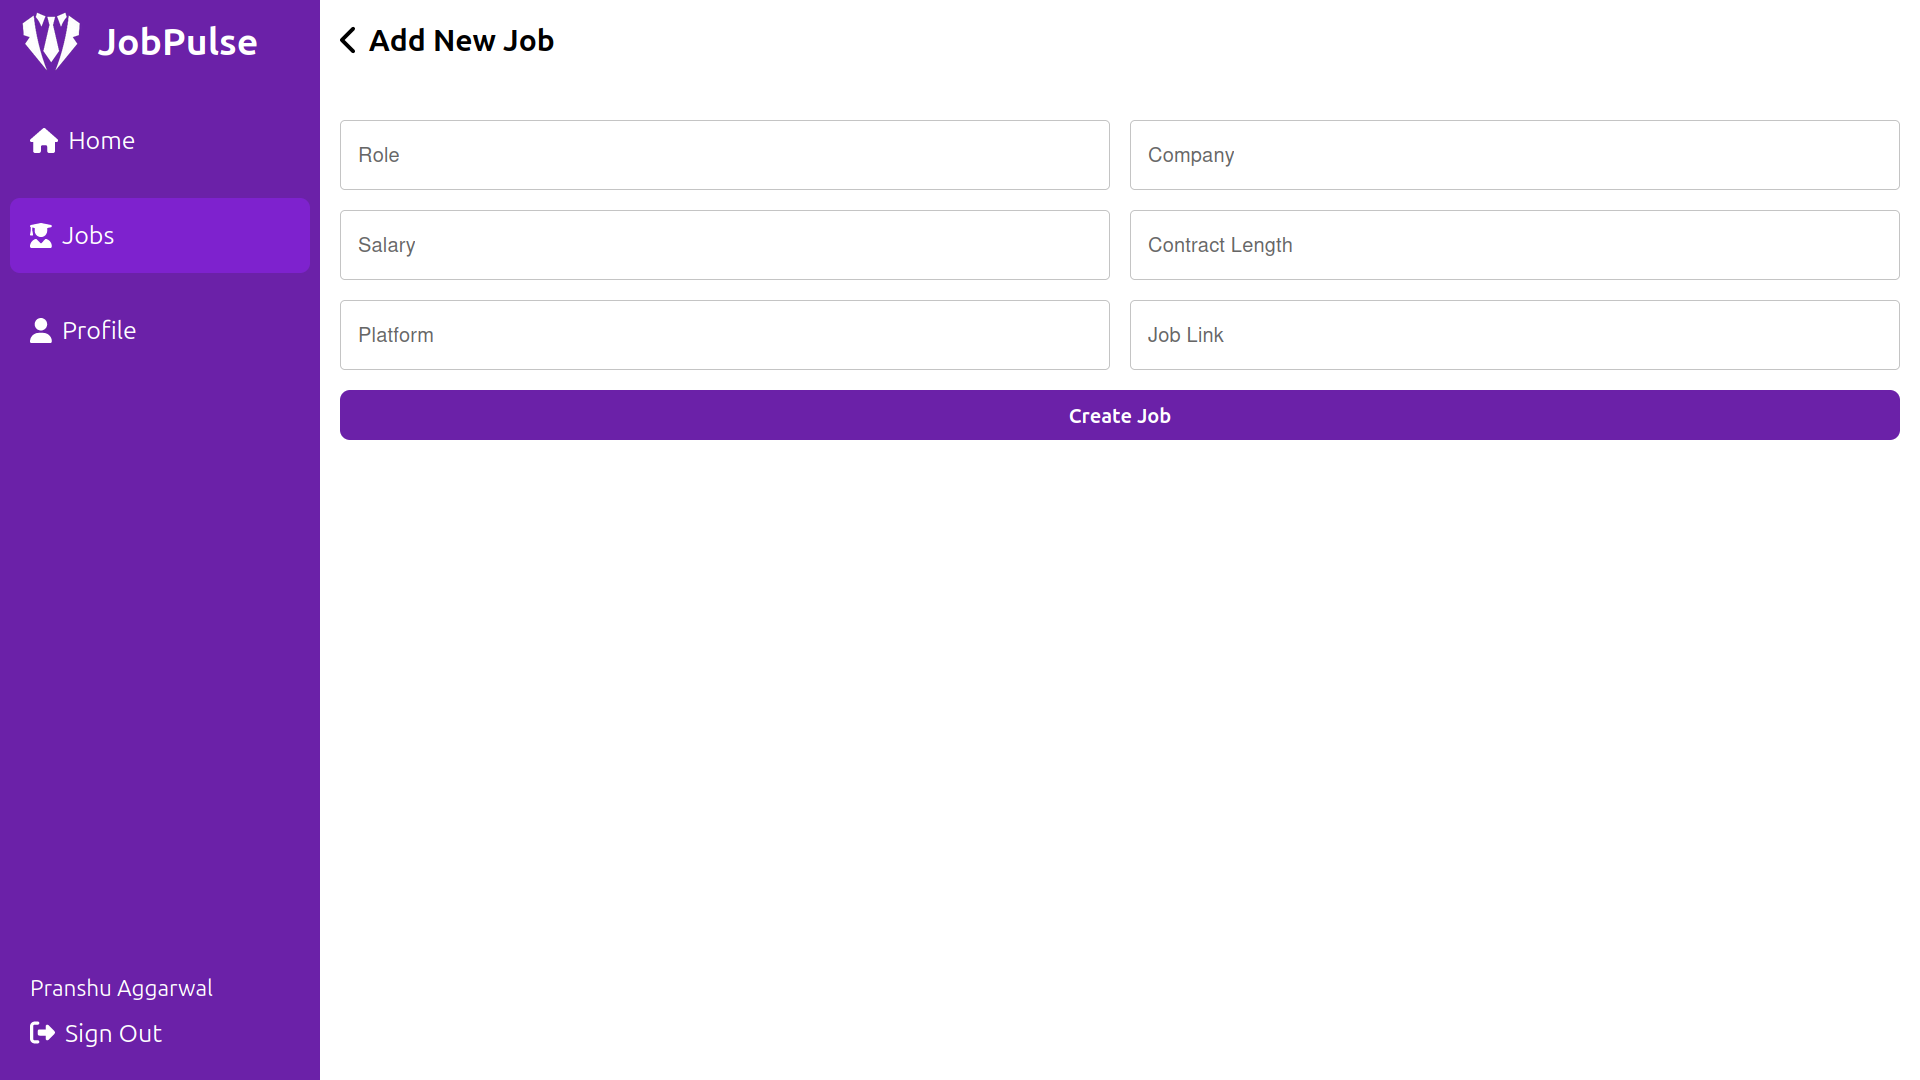 JobPulse
Home
Jobs
Profile
Pranshu Aggarwal
Sign Out
Add New Job
Role
Company
Salary
Contract Length
Platform
Job Link
Create Job